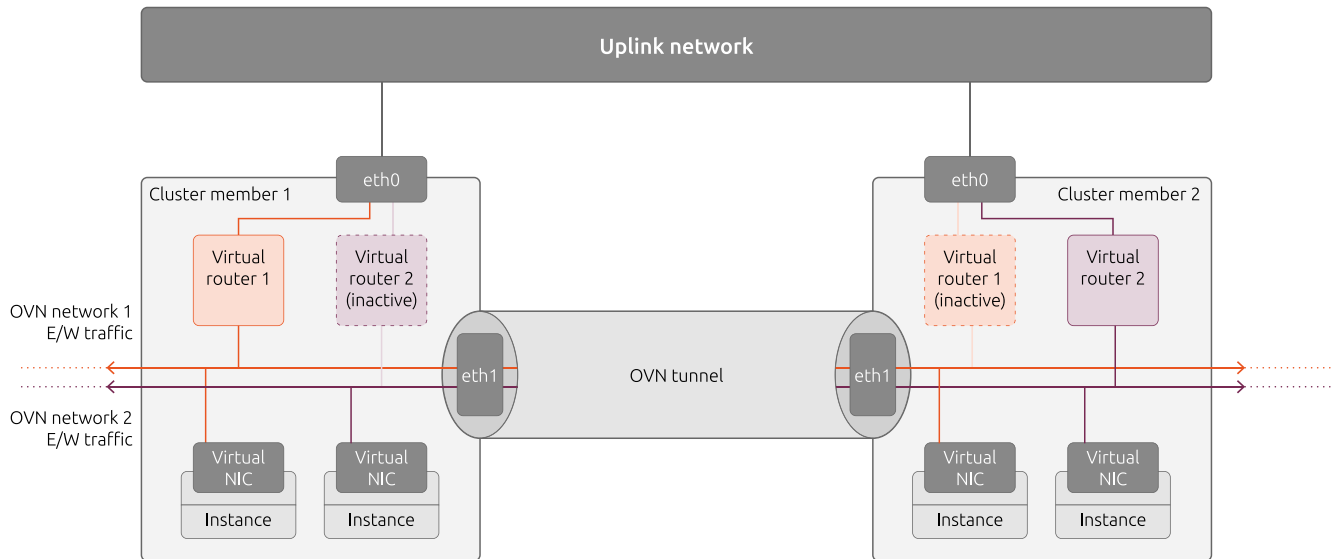 Uplink network
eth0
eth0
Cluster member 1
Cluster member 2
Virtual
router 1
Virtual
router 2
(inactive)
Virtual
router 1
(inactive)
Virtual
router 2
OVN network 1
E/W traffic
eth1
OVN tunnel
eth1
OVN network 2
E/W traffic
Virtual
NIC
Instance
Virtual
NIC
Instance
Virtual
NIC
Instance
Virtual
NIC
Instance